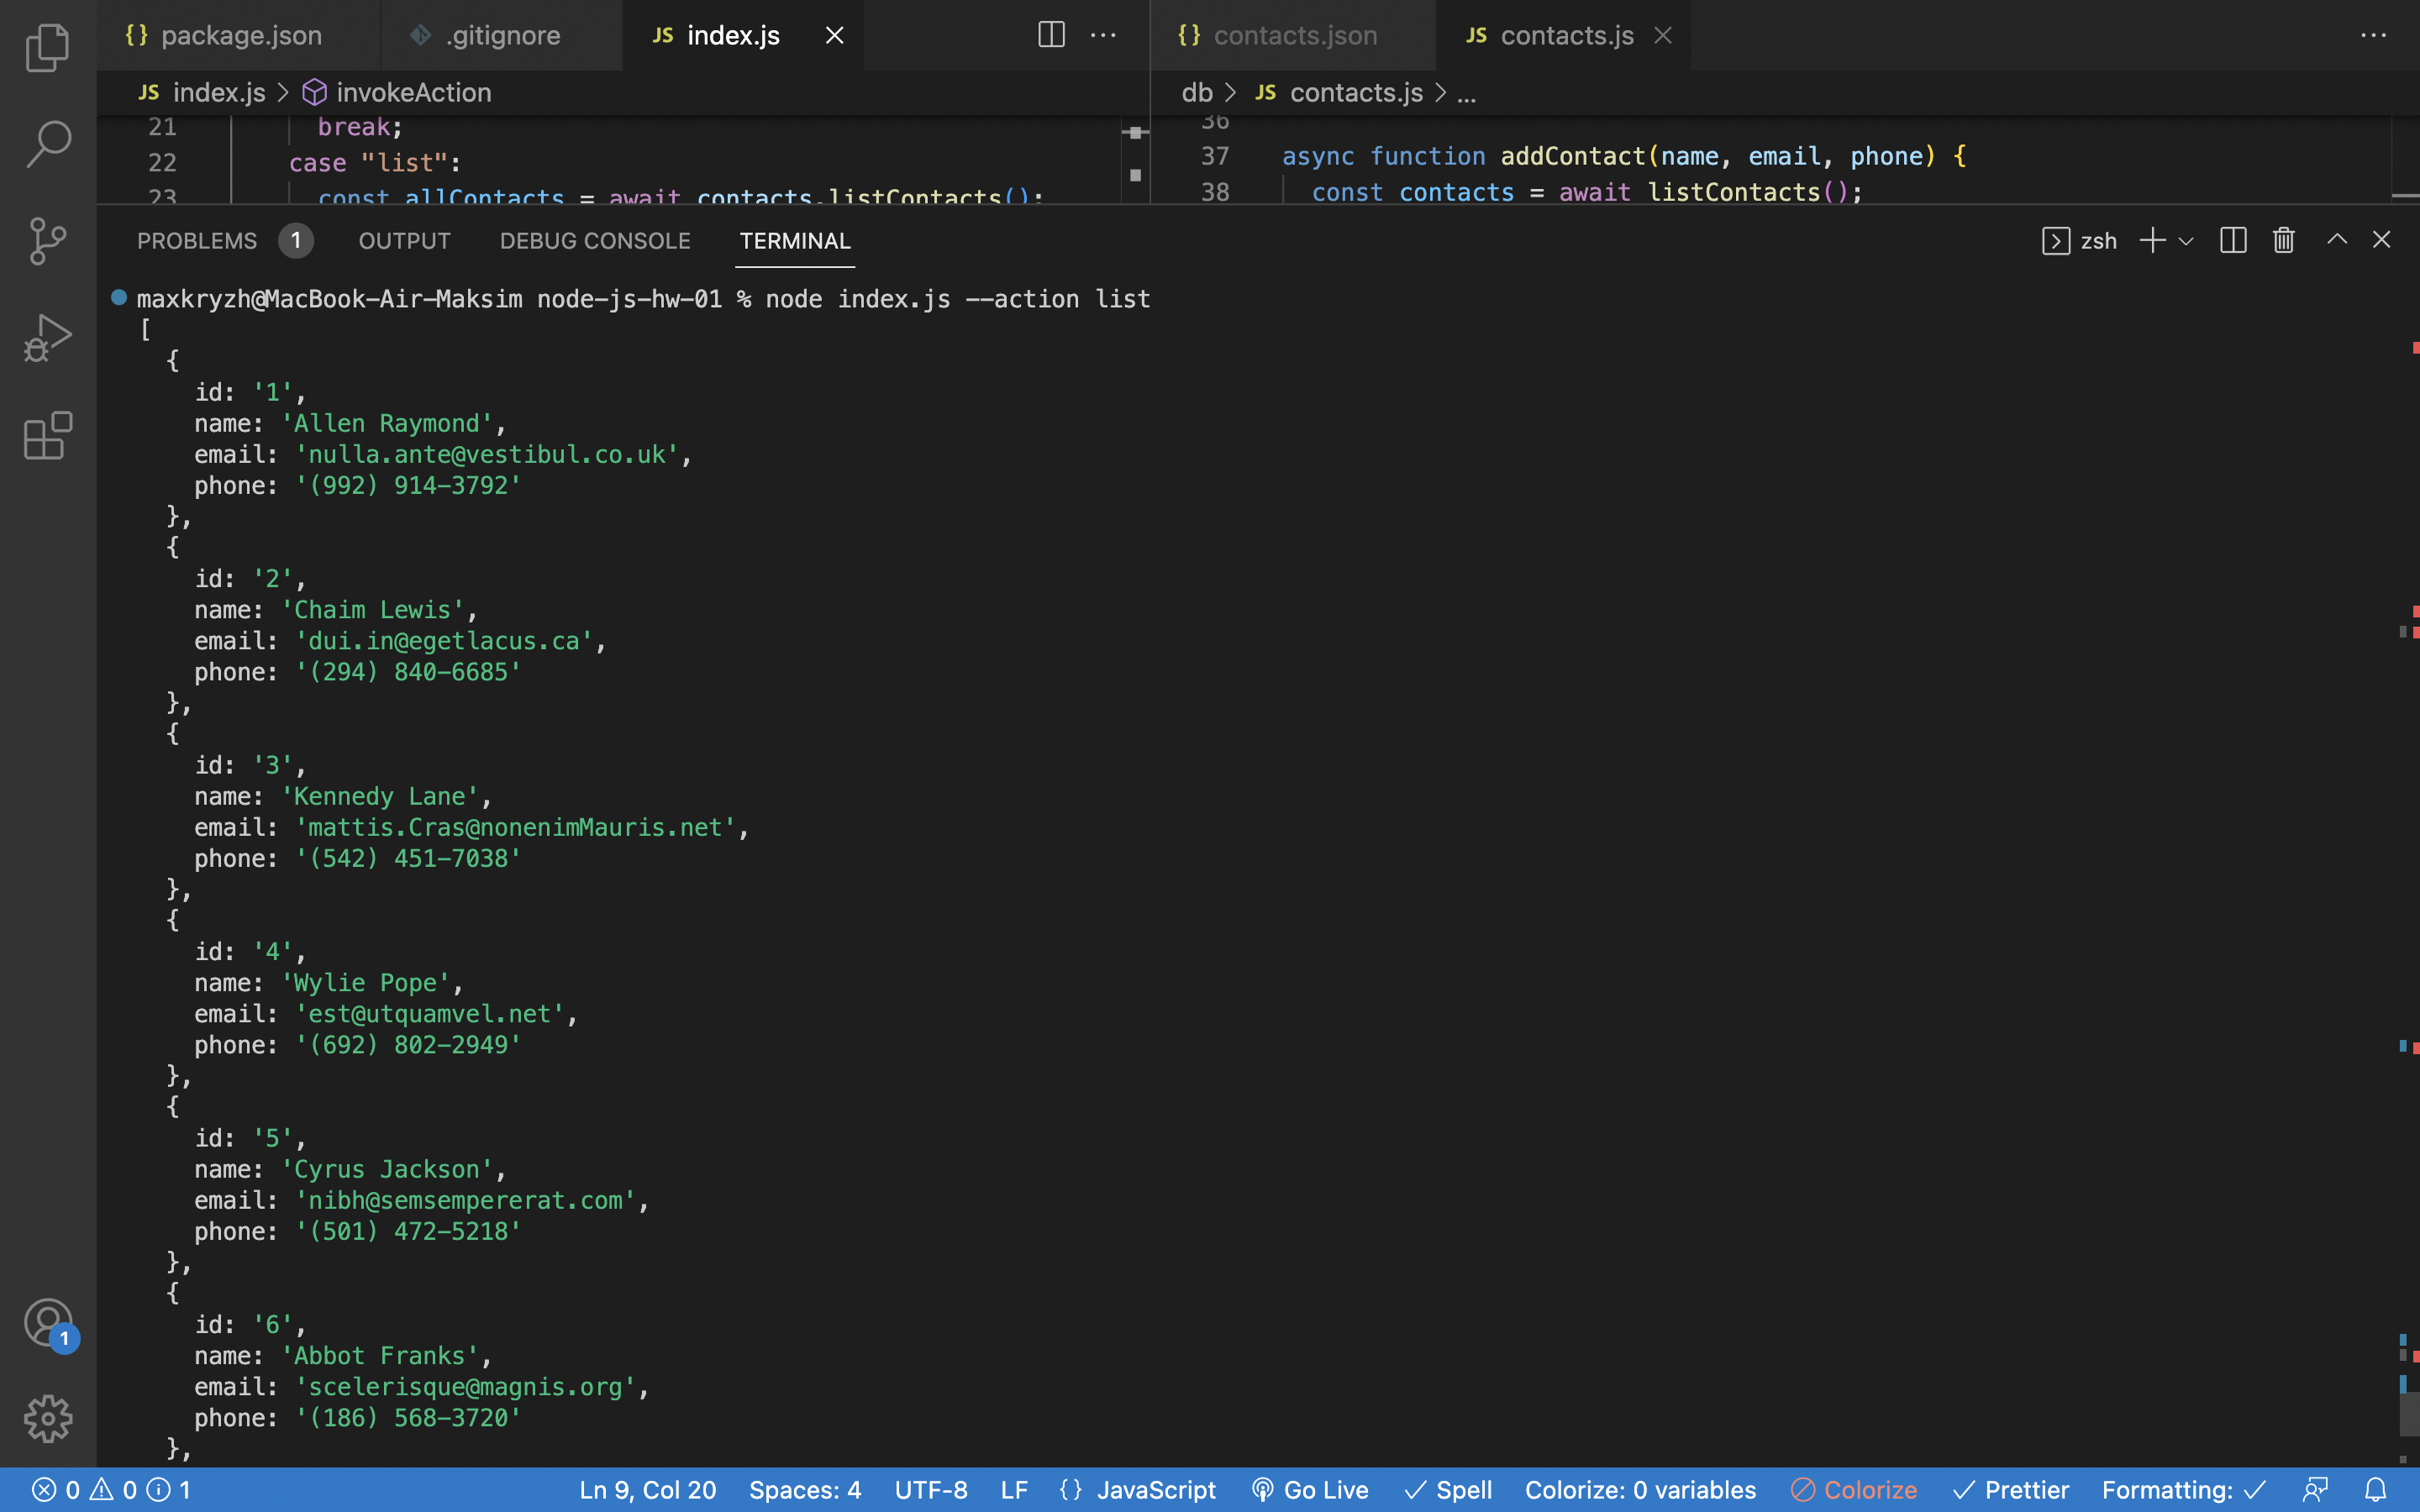 {} package.json
.gitignore
JS index.js
{} contacts.json
JS contacts.js
JS index.js > invokeAction
db > JS contacts.js > ...
21 break;
22 case "list":
23 const allContacts = await contacts.listContacts();
36
37 async function addContact(name, email, phone) {
38 const contacts = await listContacts();
PROBLEMS 1 OUTPUT DEBUG CONSOLE TERMINAL
zsh
maxkryzh@MacBook-Air-Maksim node-js-hw-01 % node index.js --action list
[
{
id: '1',
name: 'Allen Raymond',
email: 'nulla.ante@vestibul.co.uk',
phone: '(992) 914-3792'
},
{
id: '2',
name: 'Chaim Lewis',
email: 'dui.in@egetlacus.ca',
phone: '(294) 840-6685'
},
{
id: '3',
name: 'Kennedy Lane',
email: 'mattis.Cras@nonenimMauris.net',
phone: '(542) 451-7038'
},
{
id: '4',
name: 'Wylie Pope',
email: 'est@utquamvel.net',
phone: '(692) 802-2949'
},
{
id: '5',
name: 'Cyrus Jackson',
email: 'nibh@semsempererat.com',
phone: '(501) 472-5218'
},
{
id: '6',
name: 'Abbot Franks',
email: 'scelerisque@magnis.org',
phone: '(186) 568-3720'
},
1
0 0 1 Ln 9, Col 20 Spaces: 4 UTF-8 LF {} JavaScript Go Live Spell Colorize: 0 variables Colorize Prettier Formatting: